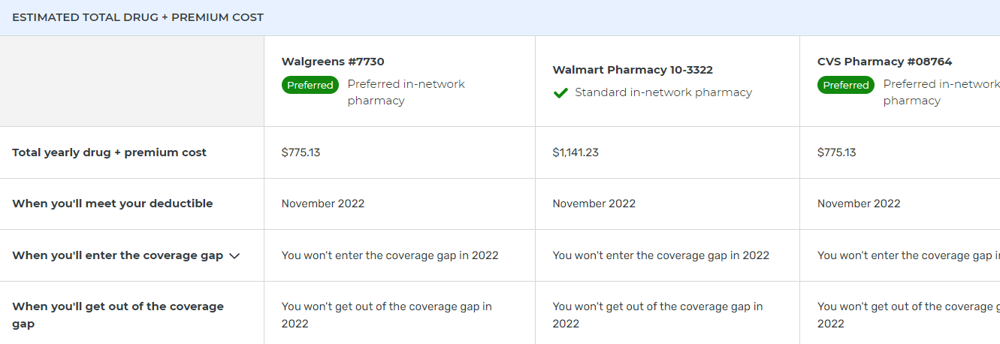 ESTIMATED TOTAL DRUG + PREMIUM COST
Walgreens #7730
Preferred Preferred in-network
pharmacy
Walmart Pharmacy 10-3322
Standard in-network pharmacy
CVS Pharmacy #08764
Preferred Preferred in-network
pharmacy
Total yearly drug + premium cost
$775.13
$1,141.23
$775.13
When you'll meet your deductible
November 2022
November 2022
November 2022
When you'll enter the coverage gap
You won't enter the coverage gap in 2022
You won't enter the coverage gap in 2022
You won't enter the coverage gap
When you'll get out of the coverage
gap
You won't get out of the coverage gap in
2022
You won't get out of the coverage gap in
2022
You won't get out of the coverage
2022